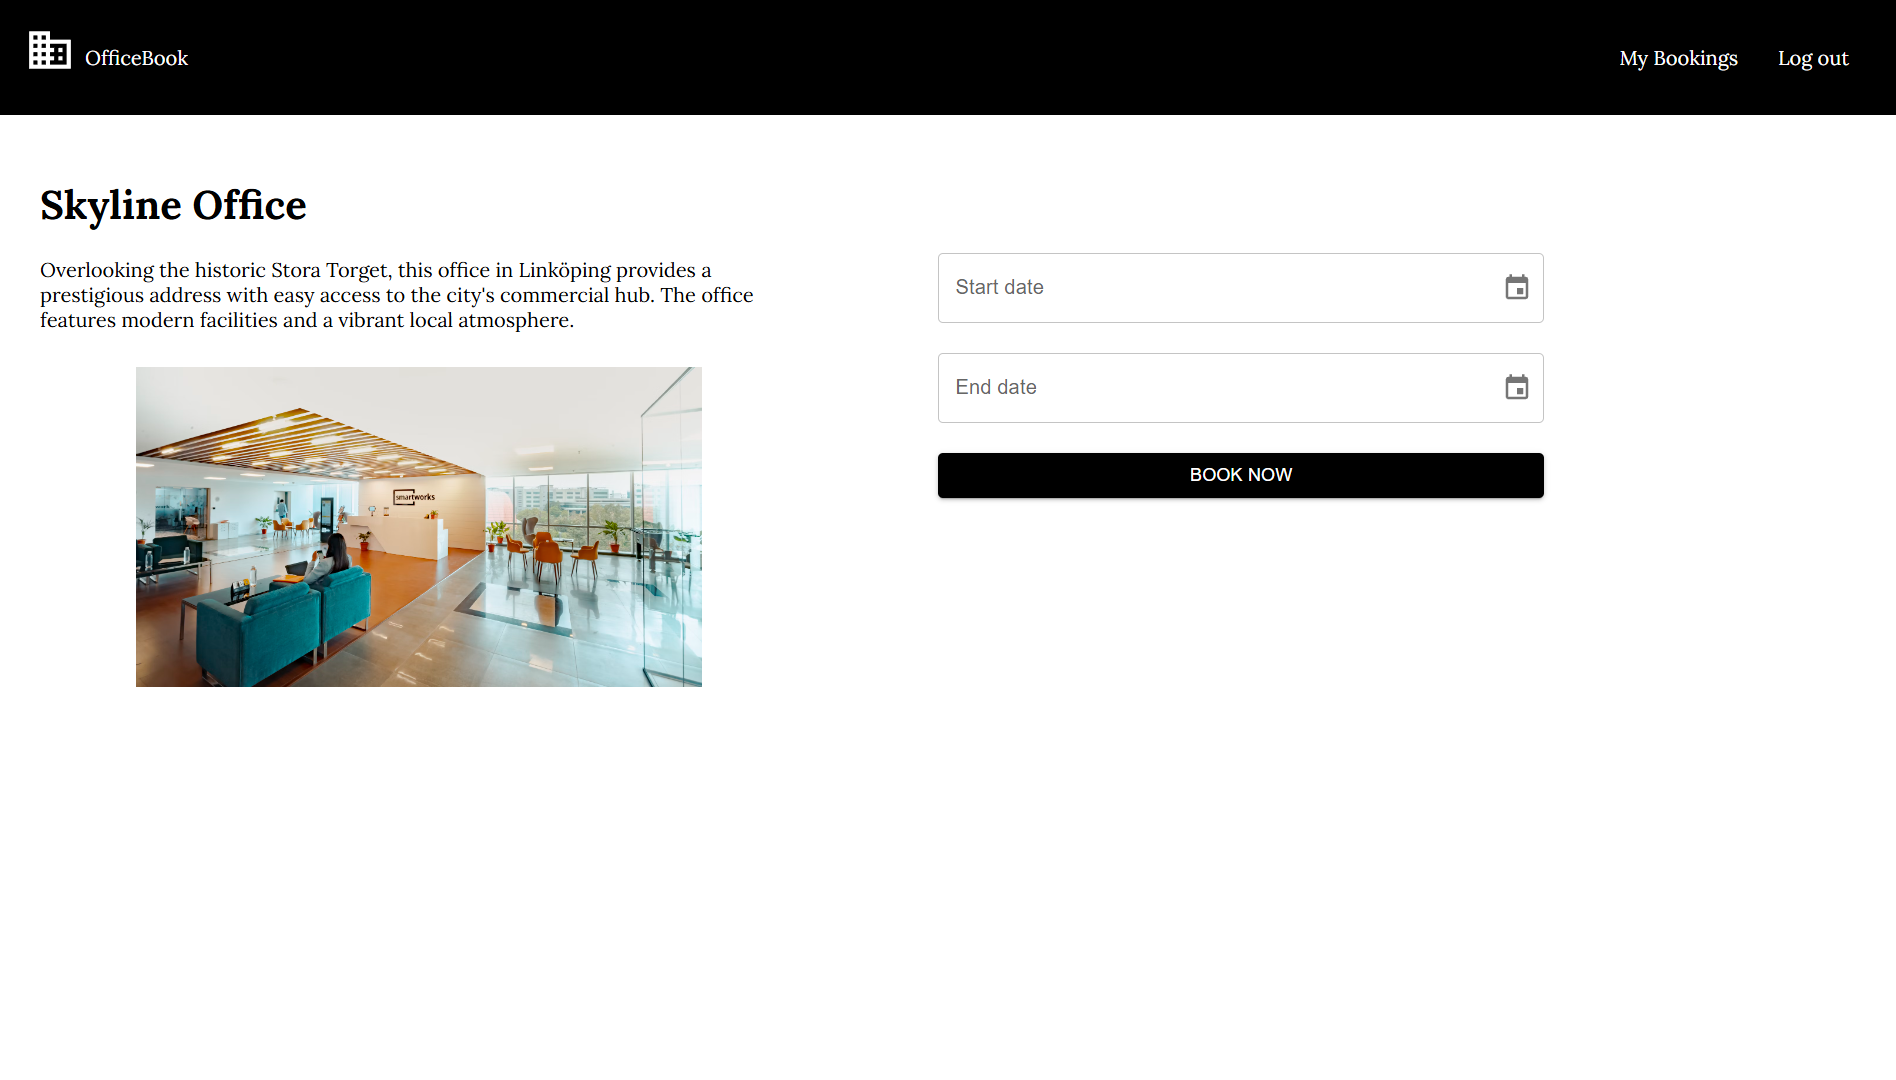 OfficeBook
My Bookings
Log out
Skyline Office
Overlooking the historic Stora Torget, this office in Linköping provides a
prestigious address with easy access to the city's commercial hub. The office
features modern facilities and a vibrant local atmosphere.
smartworks
Start date
End date
BOOK NOW